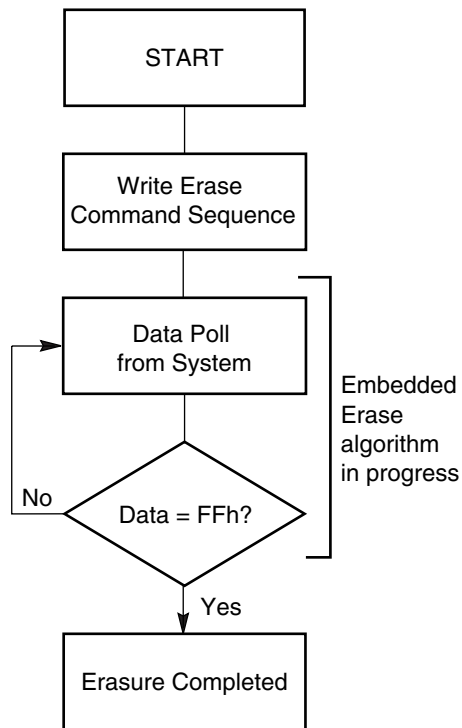 START
Write Erase
Command Sequence
Data Poll
from System
Embedded
Erase
algorithm
in progress
No
Data = FFh?
Yes
Erasure Completed